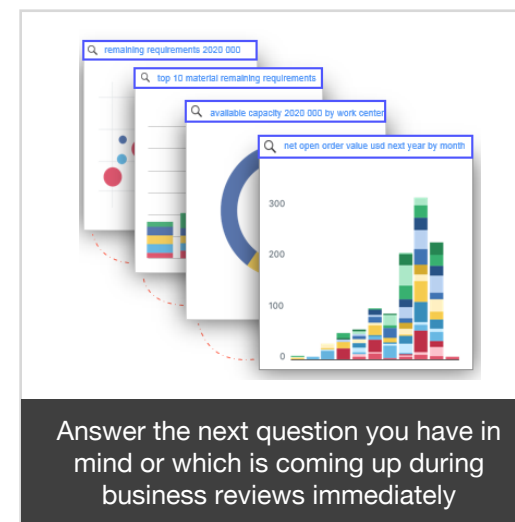 remaining requirements 2020 000
top 10 material remaining requirements
available capacity 2020 000 by work center
net open order value usd next year by month
300
200
100
0
Answer the next question you have in
mind or which is coming up during
business reviews immediately